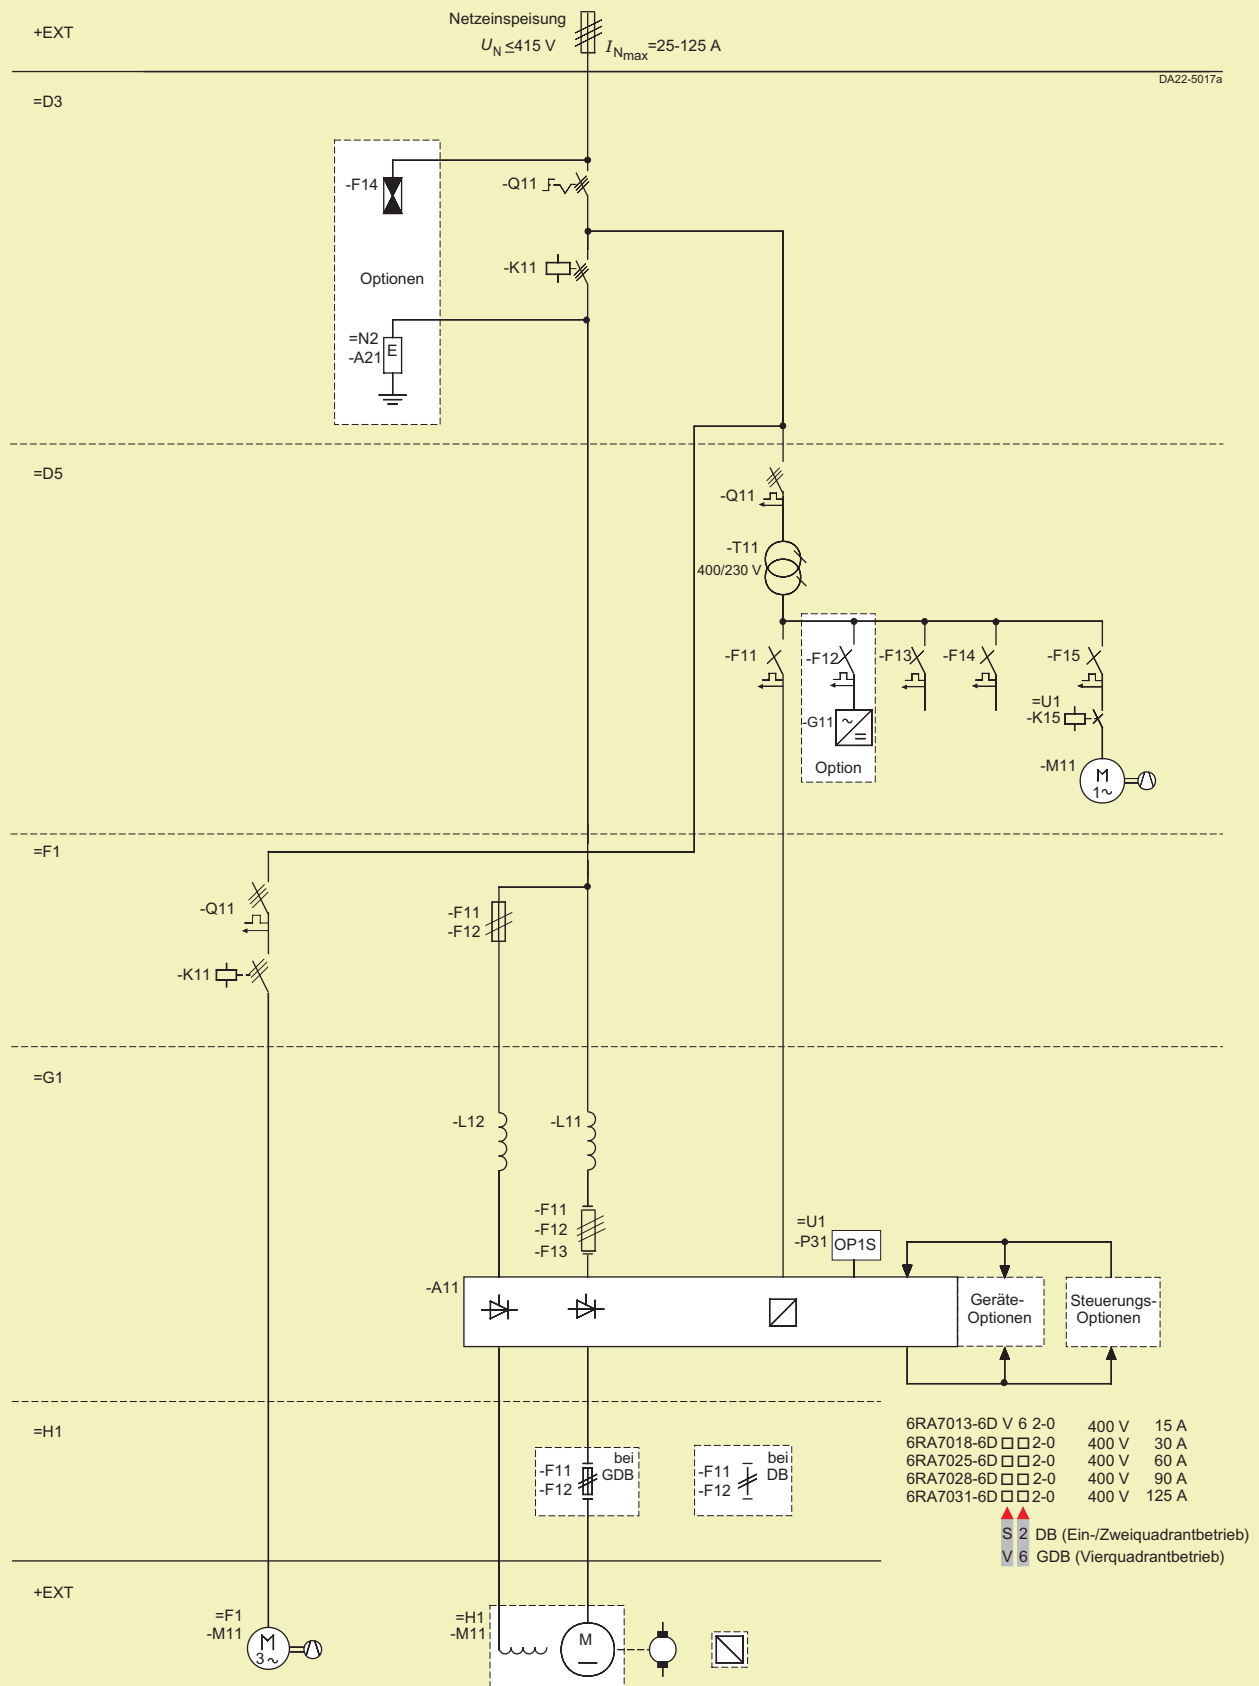 +EXT
Netzeinspeisung
UN ≤415 V
INmax=25-125 A
DA22-5017a
=D3
-F14
-Q11
Optionen
-K11
=N2
-A21
E
=D5
-Q11
-T11
400/230 V
-F11
-F12
-F13
-F14
-F15
=U1
-K15
-G11
~
=
Option
-M11
M
1~
=F1
-Q11
-F11
-F12
-K11
=G1
-L12
-L11
-F11
-F12
-F13
=U1
-P31
OP1S
-A11
Geräte-
Optionen
Steuerungs-
Optionen
=H1
-F11
-F12
bei
GDB
-F11
-F12
bei
DB
6RA7013-6D V 6 2-0 400 V 15 A
6RA7018-6D □ □ 2-0 400 V 30 A
6RA7025-6D □ □ 2-0 400 V 60 A
6RA7028-6D □ □ 2-0 400 V 90 A
6RA7031-6D □ □ 2-0 400 V 125 A
S 2 DB (Ein-/Zweiquadrantbetrieb)
V 6 GDB (Vierquadrantbetrieb)
+EXT
=F1
-M11
M
3~
=H1
-M11
M